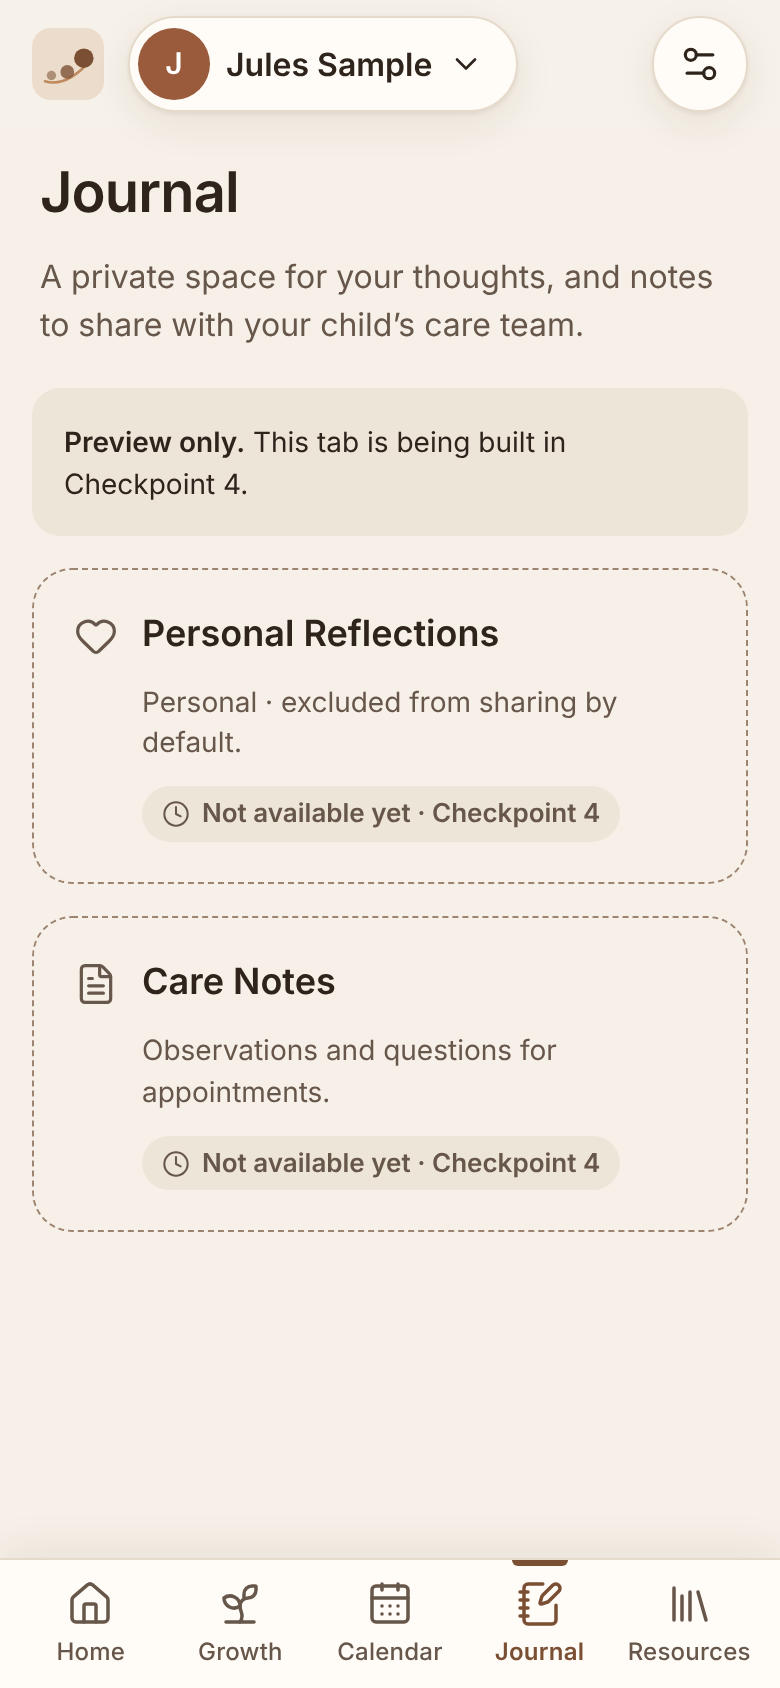 J
Jules Sample
Journal
A private space for your thoughts, and notes
to share with your child’s care team.
Preview only. This tab is being built in
Checkpoint 4.
Personal Reflections
Personal · excluded from sharing by
default.
Not available yet · Checkpoint 4
Care Notes
Observations and questions for
appointments.
Not available yet · Checkpoint 4
Home
Growth
Calendar
Journal
Resources